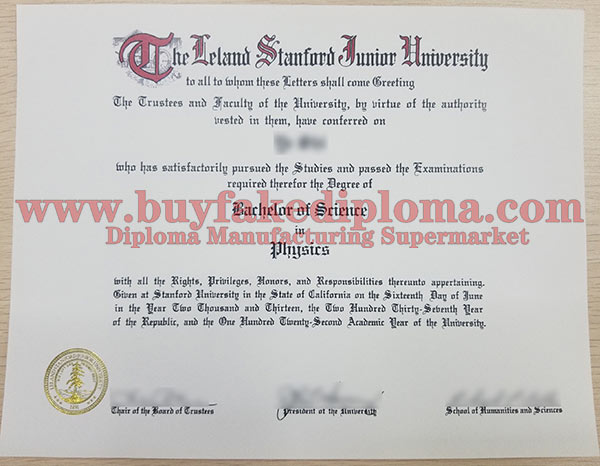 The Leland Stanford Junior University
to all to whom these Letters shall come Greeting
The Trustees and Faculty of the University, by virtue of the authority
vested in them, have conferred on
who has satisfactorily pursued the Studies and passed the Examinations
required therefor the Degree of
www.buyfakediploma.com
Bachelor of Science
in
Diploma Manufacturing Supermarket
Physics
with all the Rights, Privileges, Honors, and Responsibilities thereunto appertaining.
Given at Stanford University in the State of California on the Sixteenth Day of June
in the Year Two Thousand and Thirteen, the Two Hundred Thirty-Seventh Year
of the Republic, and the One Hundred Twenty-Second Academic Year of the University.
Chair of the Board of Trustees
President of the University
School of Humanities and Sciences